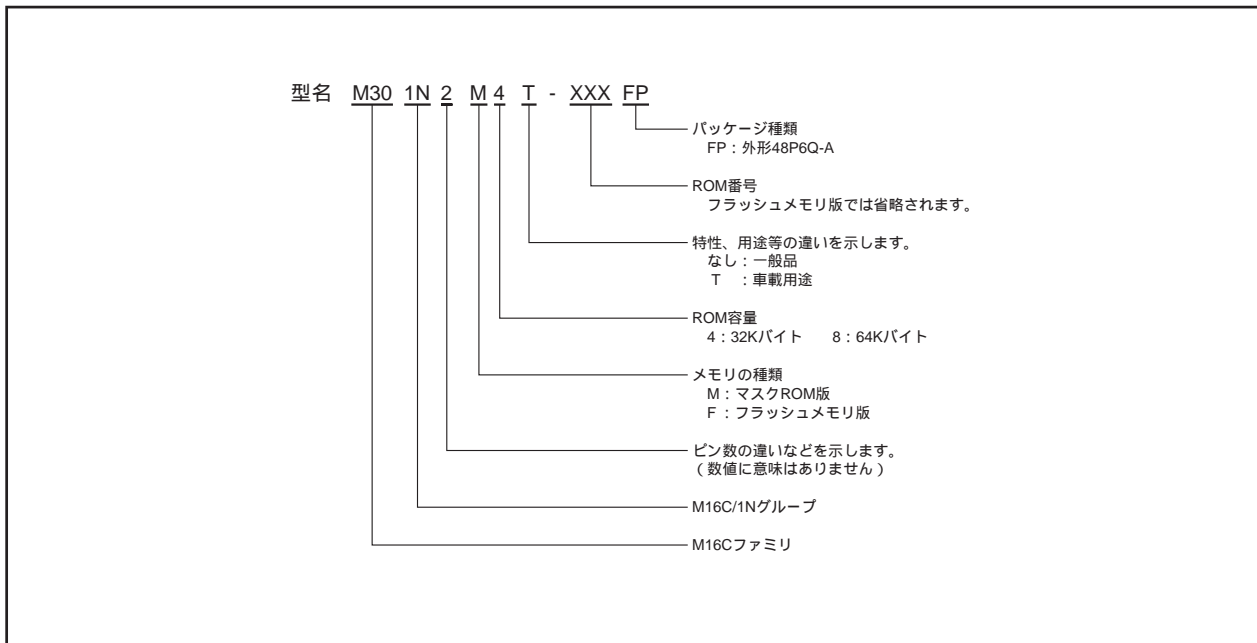 型名 M30 1N 2 M 4 T - XXX FP
パッケージ種類
FP：外形48P6Q-A
ROM番号
フラッシュメモリ版では省略されます。
特性、用途等の違いを示します。
なし：一般品
T ：車載用途
ROM容量
4：32Kバイト 8：64Kバイト
メモリの種類
M：マスクROM版
F：フラッシュメモリ版
ピン数の違いなどを示します。
（数値に意味はありません）
M16C/1Nグループ
M16Cファミリ